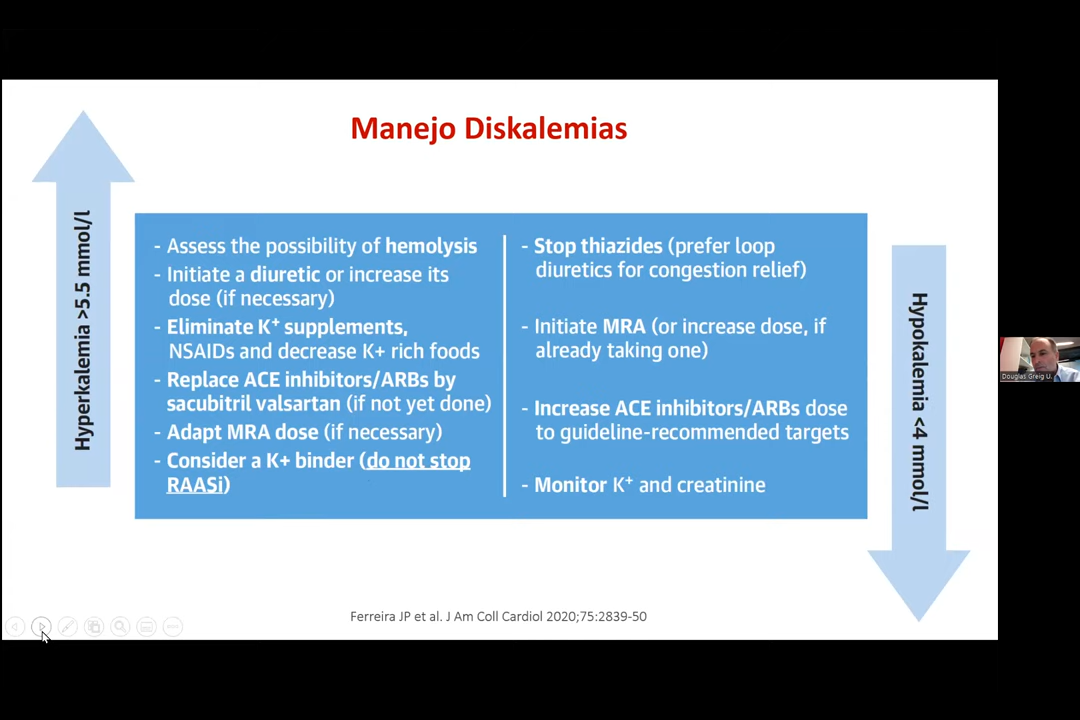 Manejo Diskalemias
Hyperkalemia >5.5 mmol/l
- Assess the possibility of hemolysis
- Initiate a diuretic or increase its
dose (if necessary)
- Eliminate K⁺ supplements,
NSAIDs and decrease K+ rich foods
- Replace ACE inhibitors/ARBs by
sacubitril valsartan (if not yet done)
- Adapt MRA dose (if necessary)
- Consider a K+ binder (do not stop
RAASi)
- Stop thiazides (prefer loop
diuretics for congestion relief)
- Initiate MRA (or increase dose, if
already taking one)
- Increase ACE inhibitors/ARBs dose
to guideline-recommended targets
- Monitor K⁺ and creatinine
Hypokalemia <4 mmol/l
Ferreira JP et al. J Am Coll Cardiol 2020;75:2839-50
Douglas Greig U.